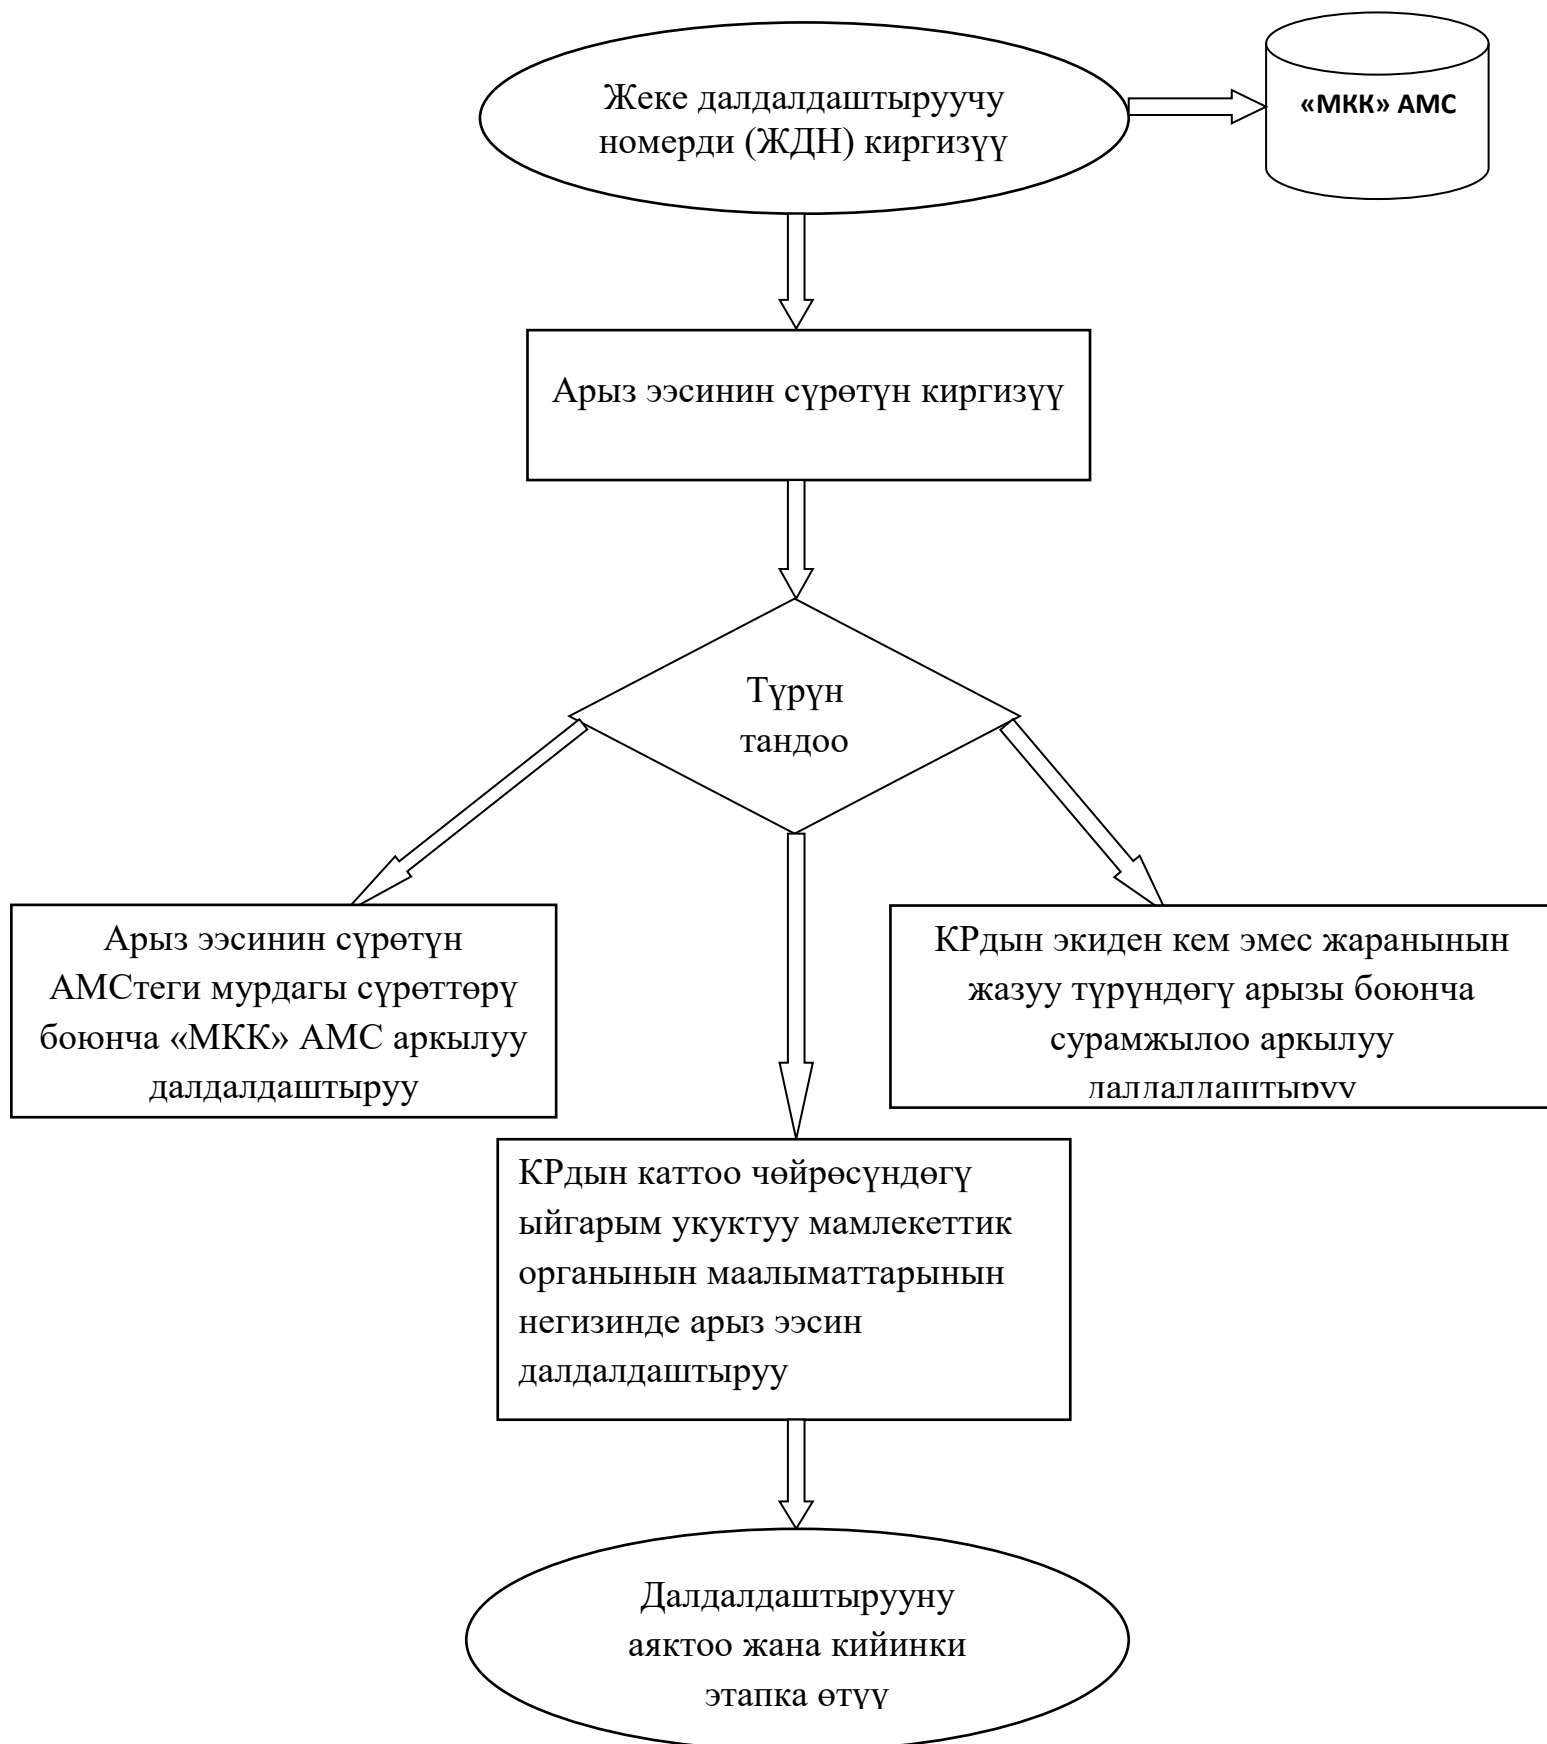 Жеке далдалдаштыруучу
номерди (ЖДН) киргизүү
«МКК» АМС
Арыз ээсинин сүрөтүн киргизүү
Түрүн
тандоо
Арыз ээсинин сүрөтүн
АМСтеги мурдагы сүрөттөрү
боюнча «МКК» АМС аркылуу
далдалдаштыруу
КРдын экиден кем эмес жаранынын
жазуу түрүндөгү арызы боюнча
сурамжылоо аркылуу
далдалдаштыруу
КРдын каттоо чөйрөсүндөгү
ыйгарым укуктуу мамлекеттик
органынын маалыматтарынын
негизинде арыз ээсин
далдалдаштыруу
Далдалдаштырууну
аяктоо жана кийинки
этапка өтүү